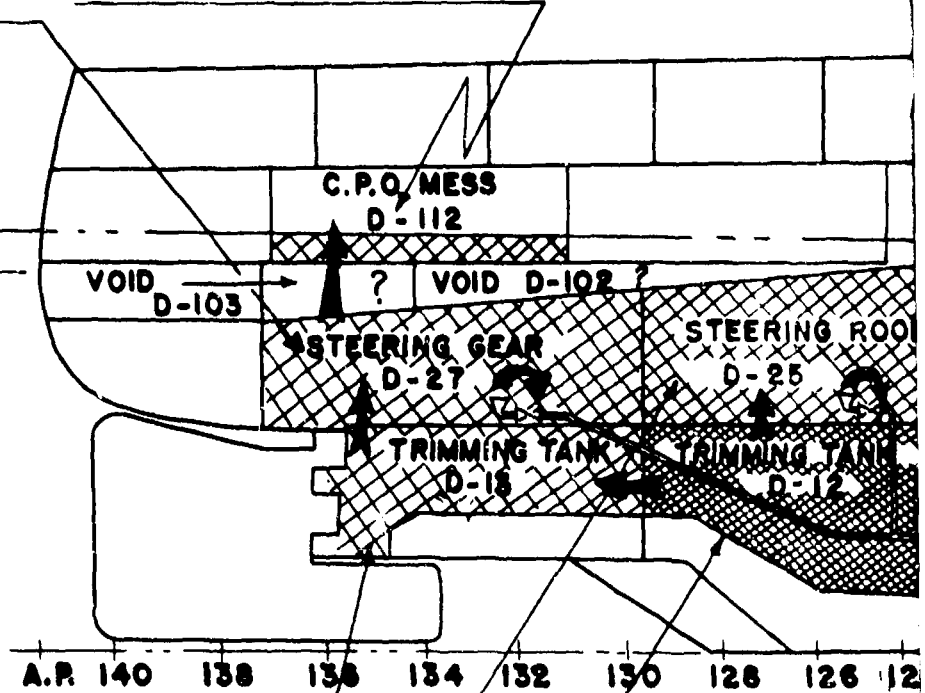 C.P.O. MESS
D-112
VOID
D-103
?
VOID D-102 ?
STEERING GEAR
D-27
STEERING ROO
D-25
TRIMMING TANK
D-18
TRIMMING TANK
D-12
A.P. 140 138 136 134 132 130 128 126 12